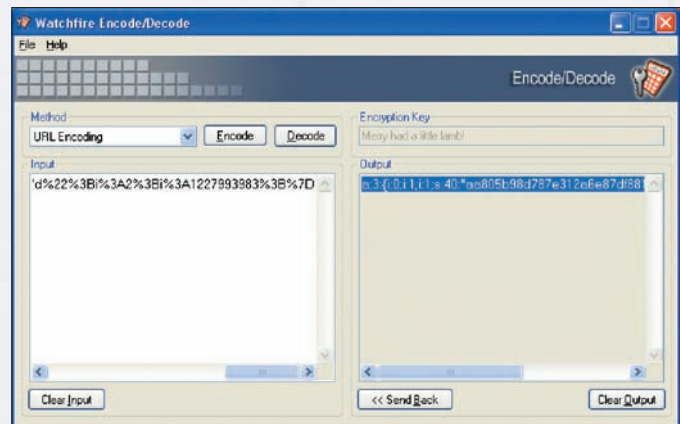 Watchfire Encode/Decode
File Help
Encode/Decode
Method
URL Encoding
Encode
Decode
Encryption Key
Mary had a little lamb!
Input
'd%22%3Bi%3A2%3Bi%3A1227993983%3B%7D
Output
a:3:{i:0;i:1;i:1;s:40:"aa805b98d787e312a6e87df881
Clear Input
<< Send Back
Clear Output